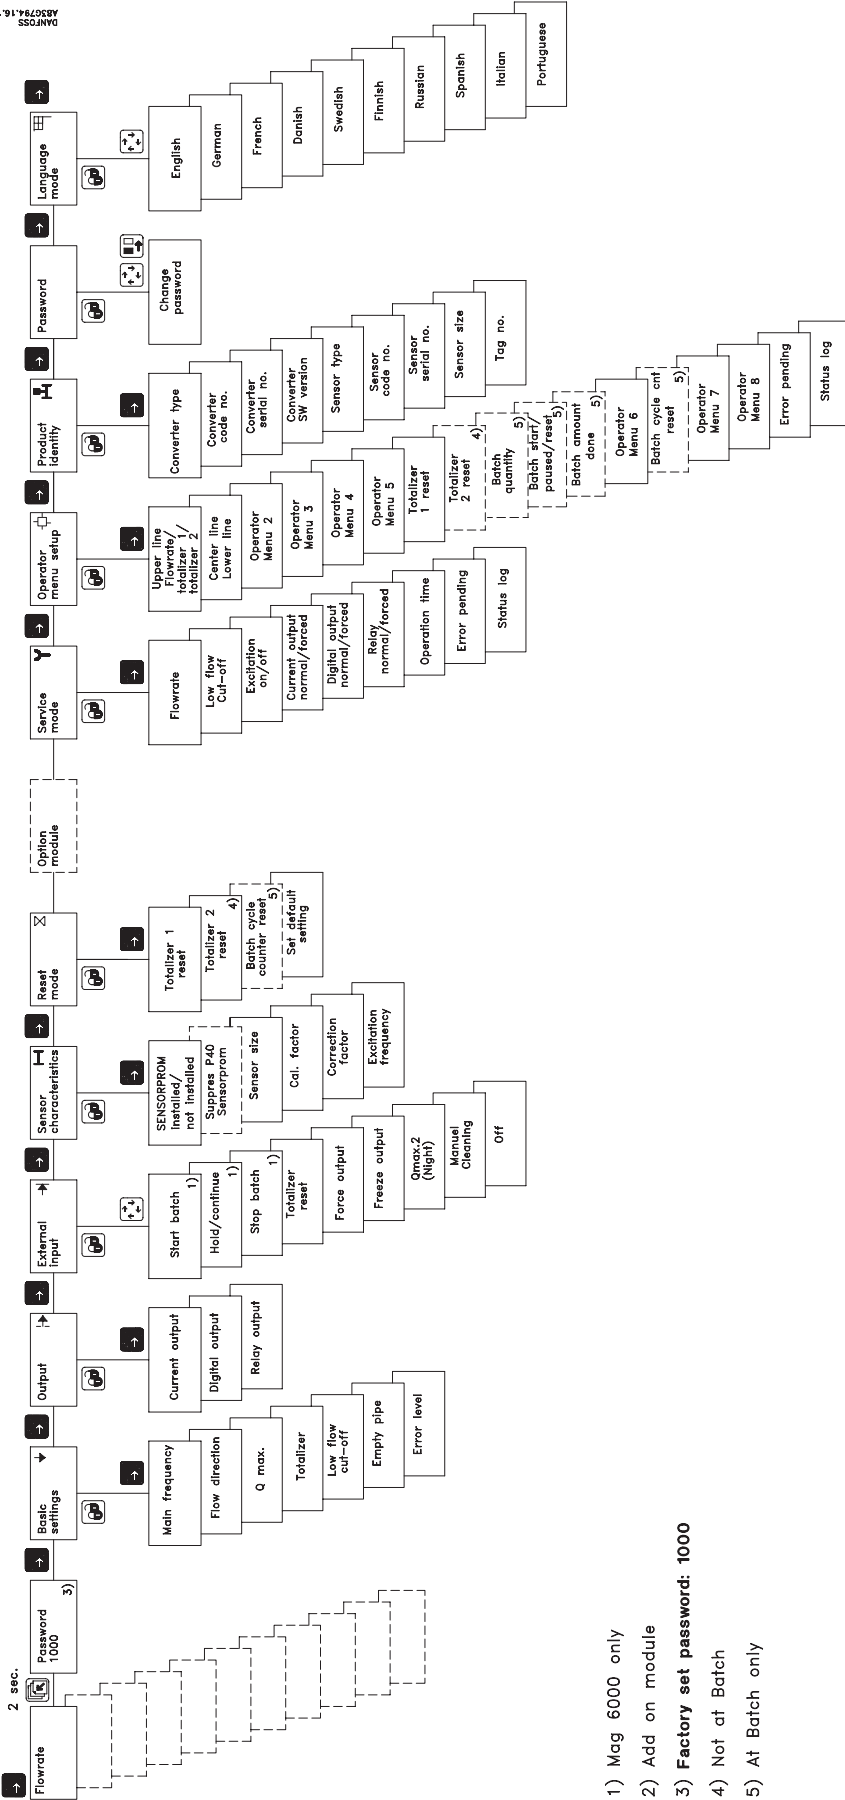 DANFOSS
A83G794.16.
2 sec.
Flowrate
Password
1000
3)
Basic
settings
Main frequency
Flow direction
Q max.
Totalizer
Low flow
cut-off
Empty pipe
Error level
Output
Current output
Digital output
Relay output
External
input
Start batch
1)
Hold/continue
1)
Stop batch
1)
Totalizer
reset
Force output
Freeze output
Qmax.2
(Night)
Manuel
Cleaning
Off
Sensor
characteristics
SENSORPROM
installed/
not installed
Suppres P40
Sensorprom
Sensor size
Cal. factor
Correction
factor
Excitation
frequency
Reset
mode
Totalizer 1
reset
Totalizer 2
reset
4)
Batch cycle
counter reset
5)
Set default
setting
Option
module
Service
mode
Flowrate
Low flow
Cut-off
Excitation
on/off
Current output
normal/forced
Digital output
normal/forced
Relay
normal/forced
Operation time
Error pending
Status log
Operator
menu setup
Upper line
Flowrate/
totalizer 1/
totalizer 2
Center line
Lower line
Operator
Menu 2
Operator
Menu 3
Operator
Menu 4
Operator
Menu 5
Totalizer
1 reset
Totalizer
2 reset
4)
Batch
quantity
5)
Batch start/
paused/reset
5)
Batch amount
done
5)
Operator
Menu 6
Batch cycle cnt
reset
5)
Operator
Menu 7
Operator
Menu 8
Error pending
Status log
Product
identity
Converter type
Converter
code no.
Converter
serial no.
Converter
SW version
Sensor type
Sensor
code no.
Sensor
serial no.
Sensor size
Tag no.
Password
Change
password
Language
mode
English
German
French
Danish
Swedish
Finnish
Russian
Spanish
Italian
Portuguese
1) Mag 6000 only
2) Add on module
3) Factory set password: 1000
4) Not at Batch
5) At Batch only